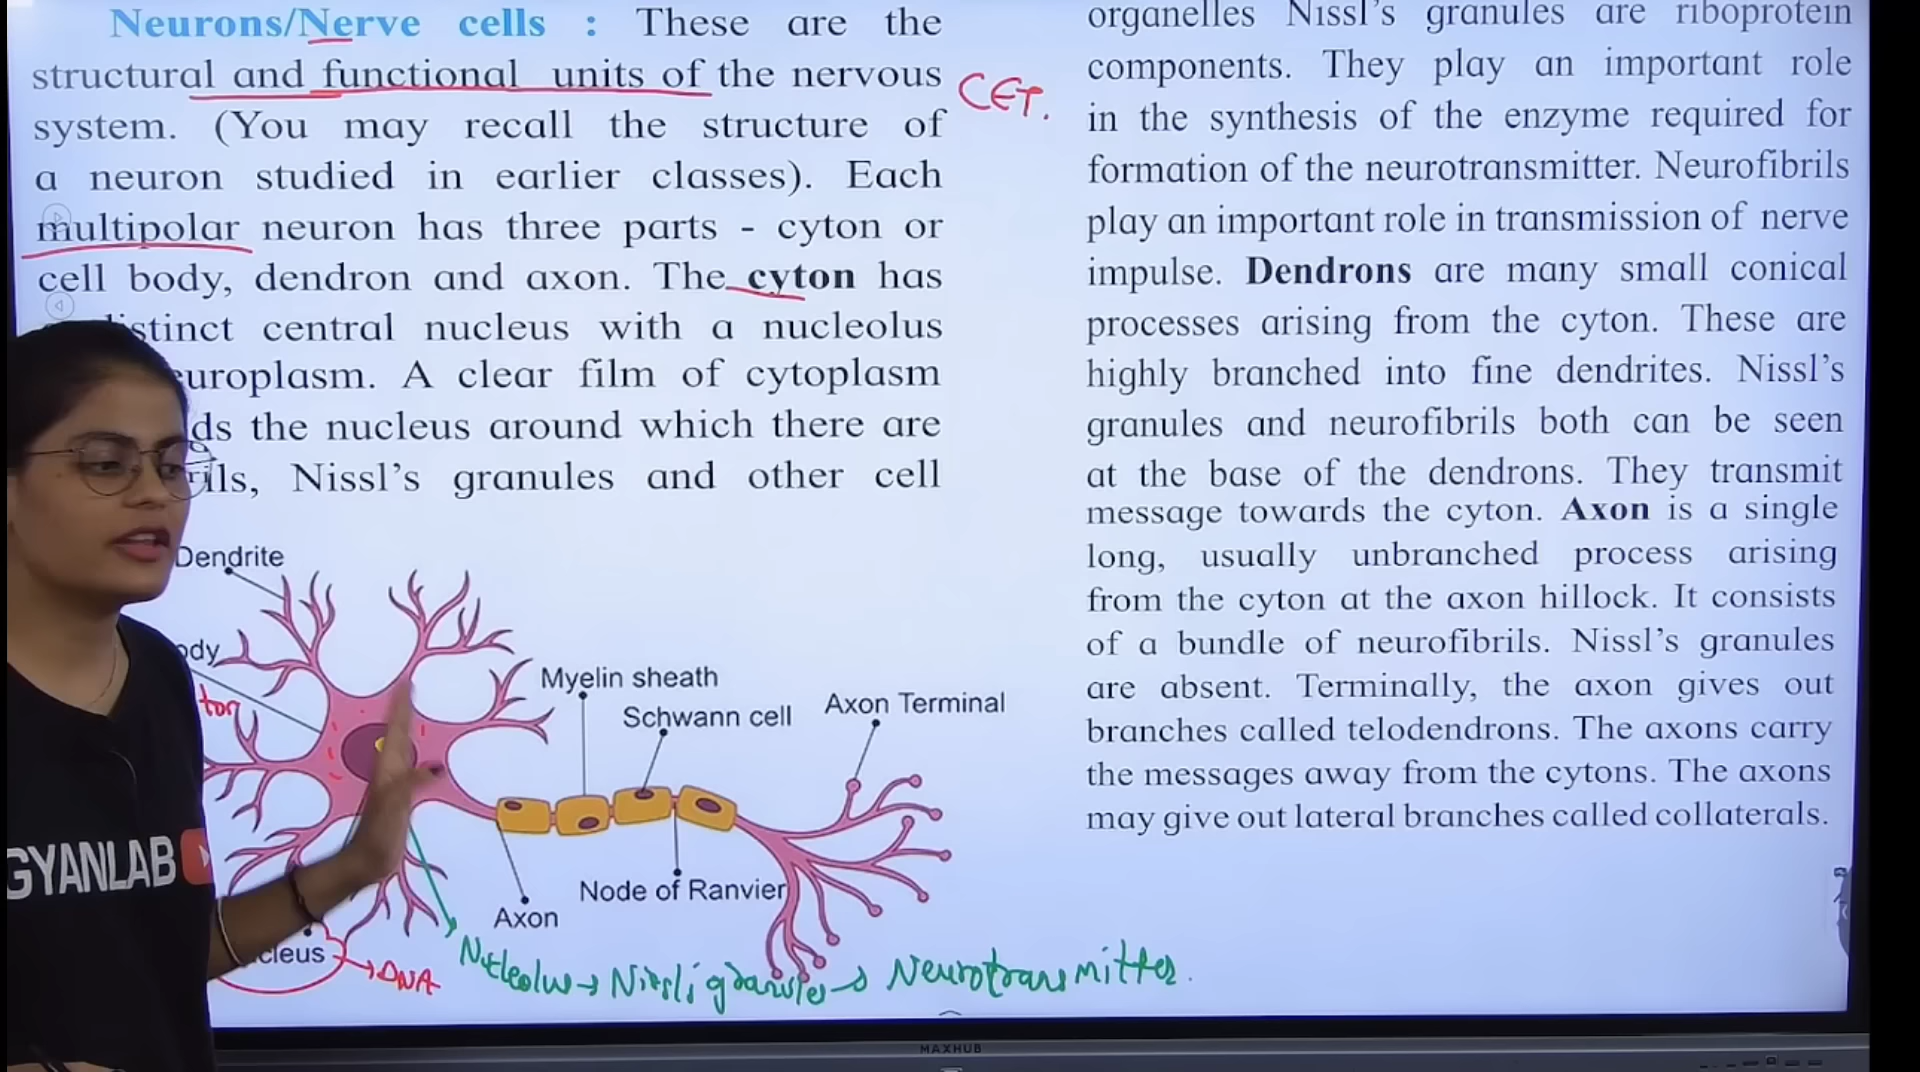 Neurons/Nerve cells : These are the
structural and functional units of the nervous
system. (You may recall the structure of
a neuron studied in earlier classes). Each
multipolar neuron has three parts - cyton or
cell body, dendron and axon. The cyton has
stinct central nucleus with a nucleolus
uroplasm. A clear film of cytoplasm
ds the nucleus around which there are
rils, Nissl's granules and other cell
CET.
organelles Nissl's granules are riboprotein
components. They play an important role
in the synthesis of the enzyme required for
formation of the neurotransmitter. Neurofibrils
play an important role in transmission of nerve
impulse. Dendrons are many small conical
processes arising from the cyton. These are
highly branched into fine dendrites. Nissl's
granules and neurofibrils both can be seen
at the base of the dendrons. They transmit
message towards the cyton. Axon is a single
long, usually unbranched process arising
from the cyton at the axon hillock. It consists
of a bundle of neurofibrils. Nissl's granules
are absent. Terminally, the axon gives out
branches called telodendrons. The axons carry
the messages away from the cytons. The axons
may give out lateral branches called collaterals.
Dendrite
ody
Myelin sheath
Schwann cell
Axon Terminal
Node of Ranvier
Axon
cleus
→DNA
Nucleolus → Nissli granules → Neurotransmitter.
GYANLAB
MAXHUB